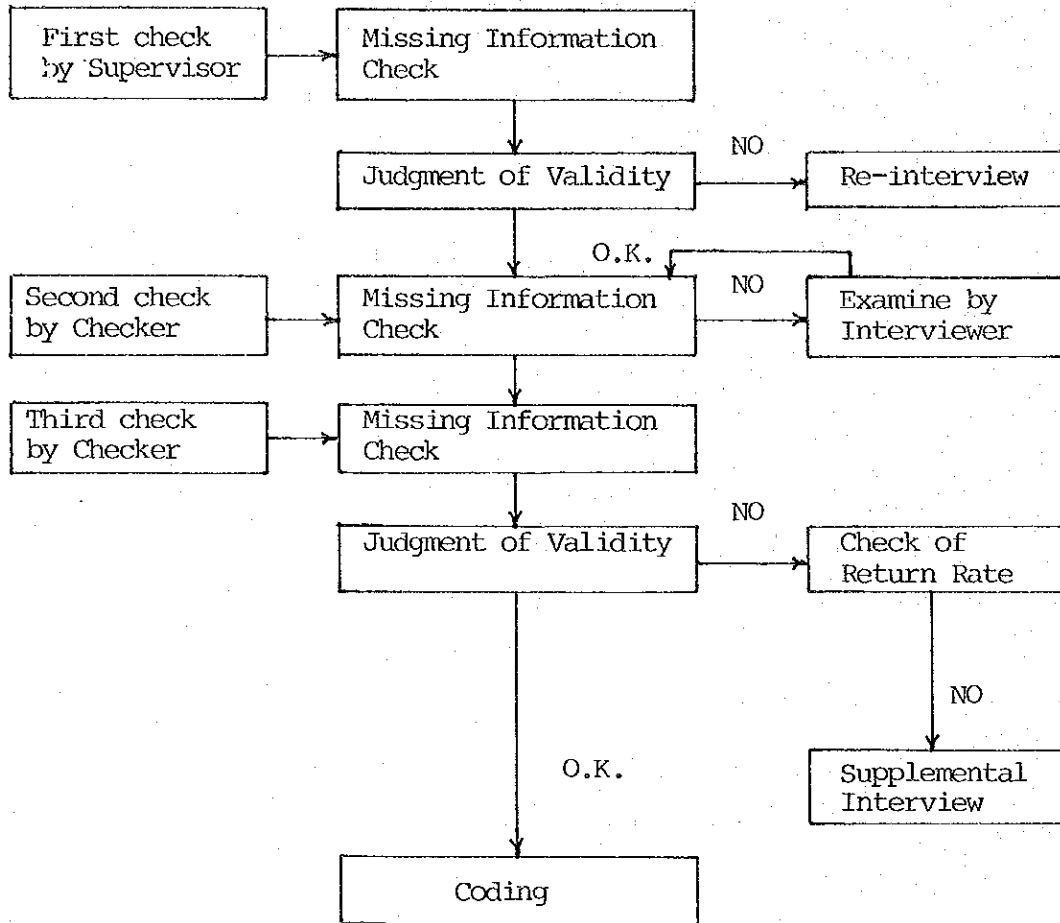 First check
by Supervisor
Missing Information
Check
NO
Judgment of Validity
Re-interview
O.K.
Second check
by Checker
Missing Information
Check
NO
Examine by
Interviewer
Third check
by Checker
Missing Information
Check
NO
Judgment of Validity
Check of
Return Rate
NO
O.K.
Supplemental
Interview
Coding